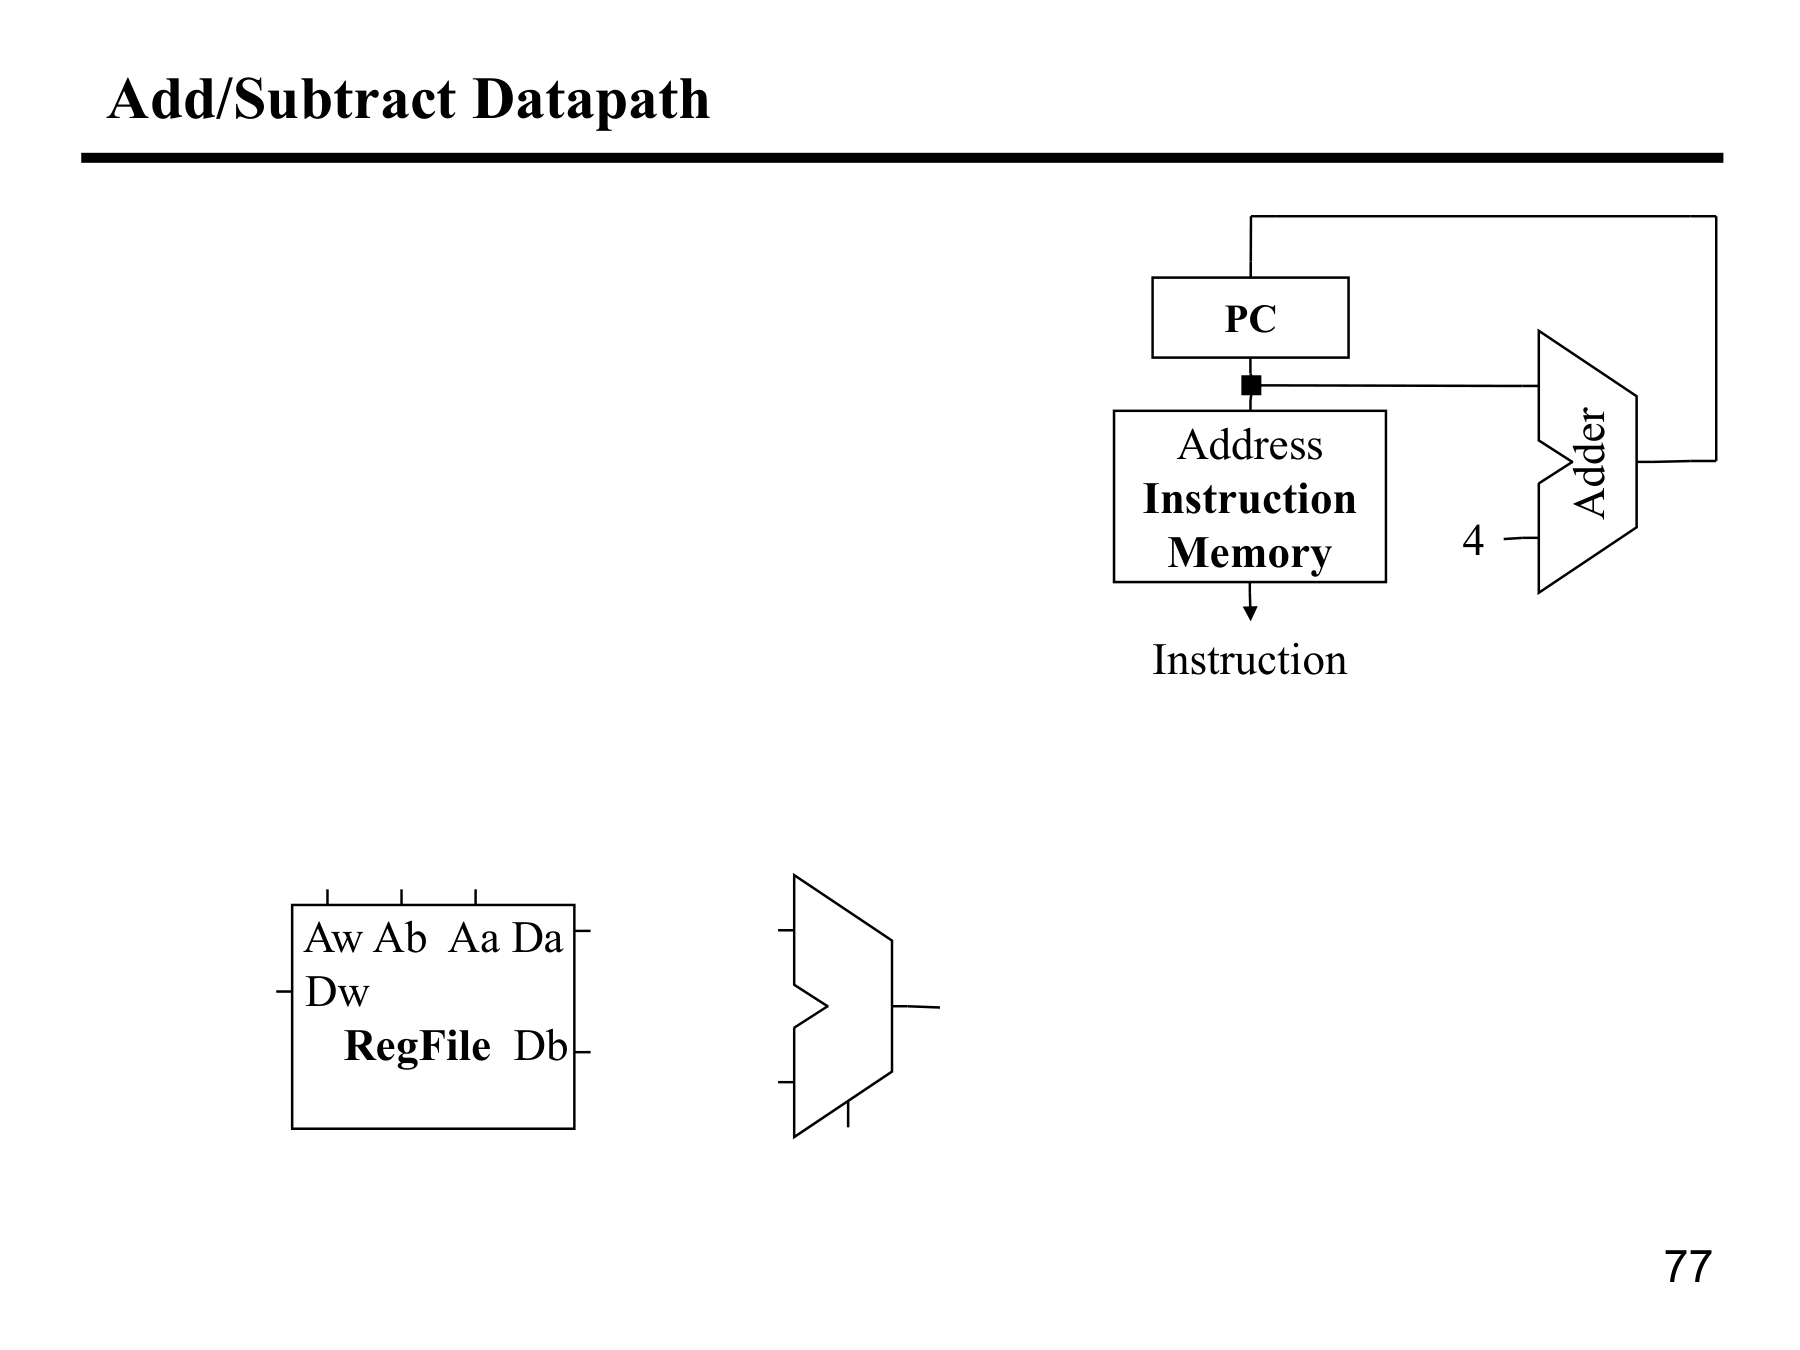 Add/Subtract Datapath
PC
Adder
Address
Instruction
Memory
4
Instruction
Aw Ab Aa Da
Dw
RegFile Db
77